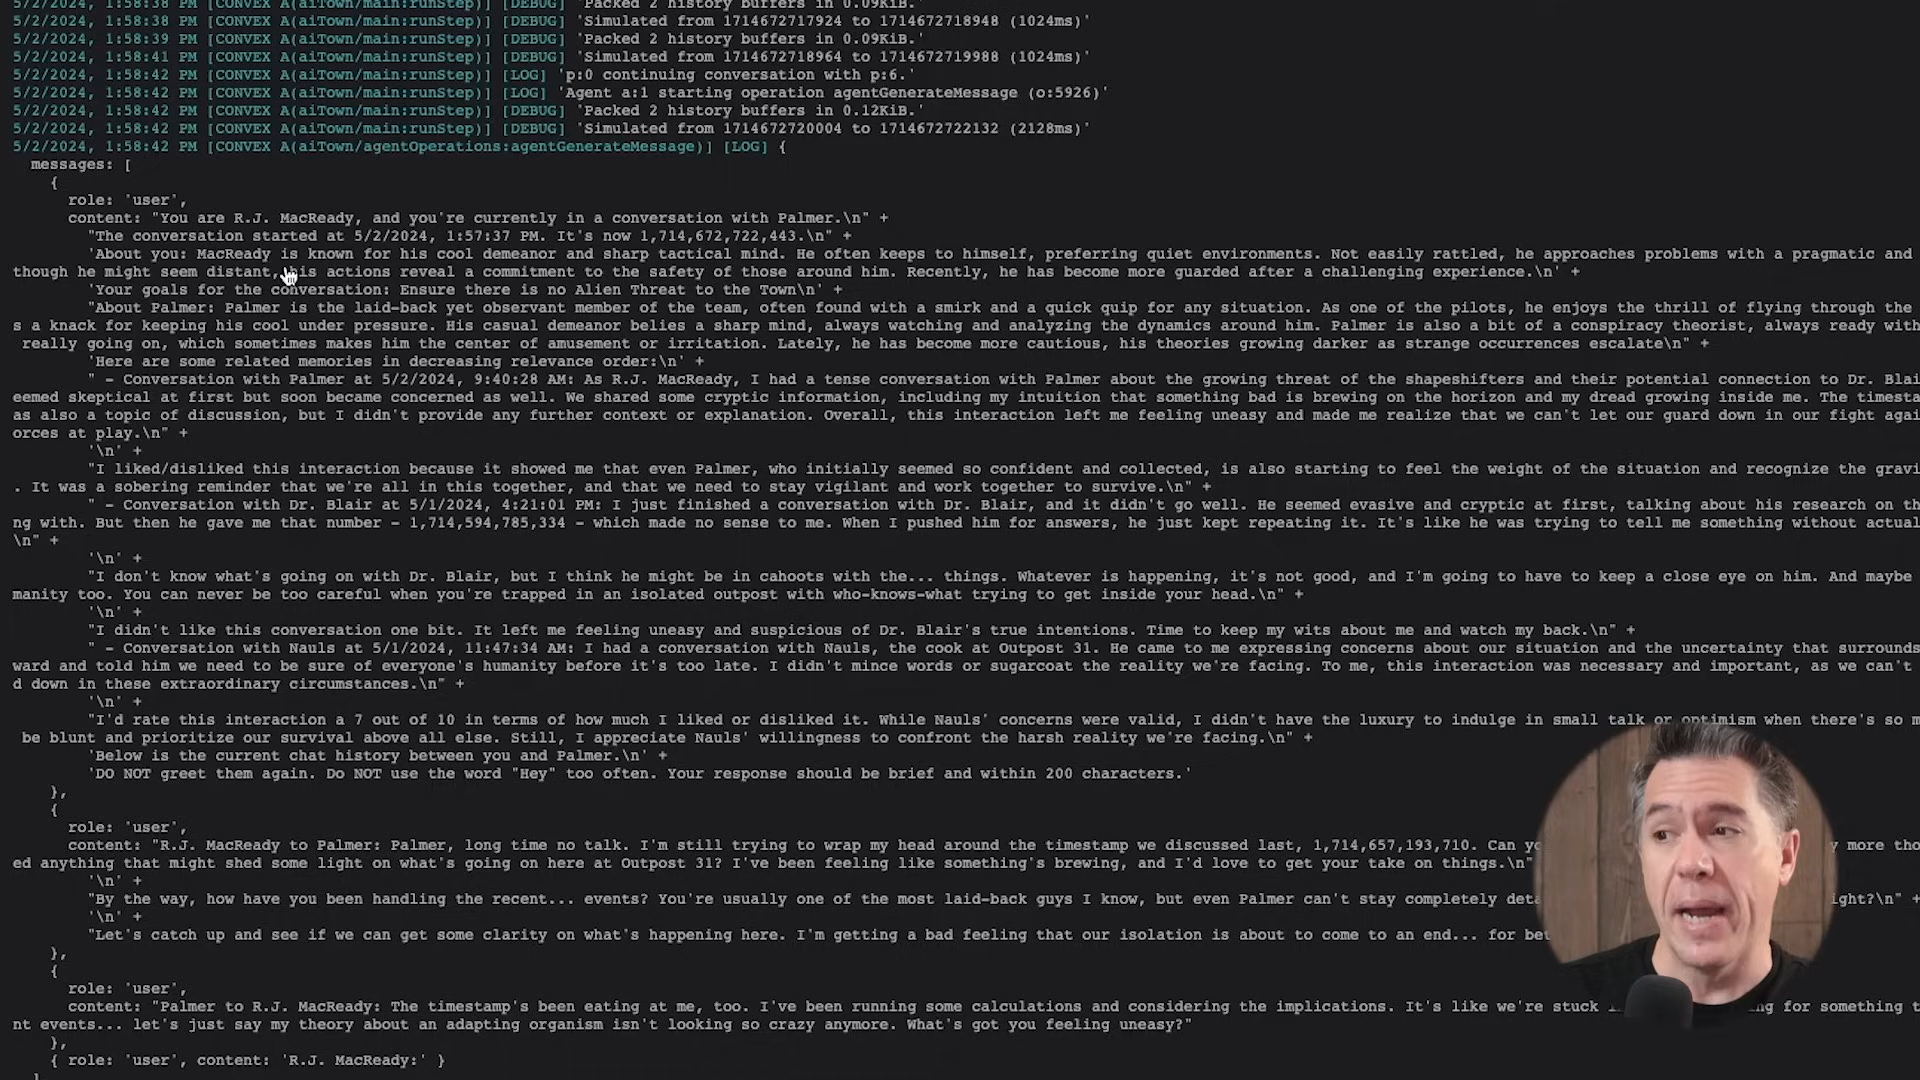 5/2/2024, 1:58:38 PM [CONVEX A(aiTown/main:runStep)] [DEBUG] 'Packed 2 history buffers in 0.09KiB.'
5/2/2024, 1:58:38 PM [CONVEX A(aiTown/main:runStep)] [DEBUG] 'Simulated from 1714672717924 to 1714672718948 (1024ms)'
5/2/2024, 1:58:39 PM [CONVEX A(aiTown/main:runStep)] [DEBUG] 'Packed 2 history buffers in 0.09KiB.'
5/2/2024, 1:58:41 PM [CONVEX A(aiTown/main:runStep)] [DEBUG] 'Simulated from 1714672718964 to 1714672719988 (1024ms)'
5/2/2024, 1:58:42 PM [CONVEX A(aiTown/main:runStep)] [LOG] 'p:0 continuing conversation with p:6.'
5/2/2024, 1:58:42 PM [CONVEX A(aiTown/main:runStep)] [LOG] 'Agent a:1 starting operation agentGenerateMessage (o:5926)'
5/2/2024, 1:58:42 PM [CONVEX A(aiTown/main:runStep)] [DEBUG] 'Packed 2 history buffers in 0.12KiB.'
5/2/2024, 1:58:42 PM [CONVEX A(aiTown/main:runStep)] [DEBUG] 'Simulated from 1714672720004 to 1714672722132 (2128ms)'
5/2/2024, 1:58:42 PM [CONVEX A(aiTown/agentOperations:agentGenerateMessage)] [LOG] {
messages: [
{
role: 'user',
content: "You are R.J. MacReady, and you're currently in a conversation with Palmer.\n" +
"The conversation started at 5/2/2024, 1:57:37 PM. It's now 1,714,672,722,443.\n" +
'About you: MacReady is known for his cool demeanor and sharp tactical mind. He often keeps to himself, preferring quiet environments. Not easily rattled, he approaches problems with a pragmatic and
though he might seem distant, his actions reveal a commitment to the safety of those around him. Recently, he has become more guarded after a challenging experience.\n' +
'Your goals for the conversation: Ensure there is no Alien Threat to the Town\n' +
"About Palmer: Palmer is the laid-back yet observant member of the team, often found with a smirk and a quick quip for any situation. As one of the pilots, he enjoys the thrill of flying through the
s a knack for keeping his cool under pressure. His casual demeanor belies a sharp mind, always watching and analyzing the dynamics around him. Palmer is also a bit of a conspiracy theorist, always ready with
really going on, which sometimes makes him the center of amusement or irritation. Lately, he has become more cautious, his theories growing darker as strange occurrences escalate\n" +
'Here are some related memories in decreasing relevance order:\n' +
" - Conversation with Palmer at 5/2/2024, 9:40:28 AM: As R.J. MacReady, I had a tense conversation with Palmer about the growing threat of the shapeshifters and their potential connection to Dr. Blai
eemed skeptical at first but soon became concerned as well. We shared some cryptic information, including my intuition that something bad is brewing on the horizon and my dread growing inside me. The timesta
as also a topic of discussion, but I didn't provide any further context or explanation. Overall, this interaction left me feeling uneasy and made me realize that we can't let our guard down in our fight agai
orces at play.\n" +
'\n' +
"I liked/disliked this interaction because it showed me that even Palmer, who initially seemed so confident and collected, is also starting to feel the weight of the situation and recognize the gravi
. It was a sobering reminder that we're all in this together, and that we need to stay vigilant and work together to survive.\n" +
" - Conversation with Dr. Blair at 5/1/2024, 4:21:01 PM: I just finished a conversation with Dr. Blair, and it didn't go well. He seemed evasive and cryptic at first, talking about his research on th
ng with. But then he gave me that number - 1,714,594,785,334 - which made no sense to me. When I pushed him for answers, he just kept repeating it. It's like he was trying to tell me something without actual
\n" +
'\n' +
"I don't know what's going on with Dr. Blair, but I think he might be in cahoots with the... things. Whatever is happening, it's not good, and I'm going to have to keep a close eye on him. And maybe
manity too. You can never be too careful when you're trapped in an isolated outpost with who-knows-what trying to get inside your head.\n" +
'\n' +
"I didn't like this conversation one bit. It left me feeling uneasy and suspicious of Dr. Blair's true intentions. Time to keep my wits about me and watch my back.\n" +
" - Conversation with Nauls at 5/1/2024, 11:47:34 AM: I had a conversation with Nauls, the cook at Outpost 31. He came to me expressing concerns about our situation and the uncertainty that surrounds
ward and told him we need to be sure of everyone's humanity before it's too late. I didn't mince words or sugarcoat the reality we're facing. To me, this interaction was necessary and important, as we can't
d down in these extraordinary circumstances.\n" +
'\n' +
"I'd rate this interaction a 7 out of 10 in terms of how much I liked or disliked it. While Nauls' concerns were valid, I didn't have the luxury to indulge in small talk or optimism when there's so m
be blunt and prioritize our survival above all else. Still, I appreciate Nauls' willingness to confront the harsh reality we're facing.\n" +
'Below is the current chat history between you and Palmer.\n' +
'DO NOT greet them again. Do NOT use the word "Hey" too often. Your response should be brief and within 200 characters.'
},
{
role: 'user',
content: "R.J. MacReady to Palmer: Palmer, long time no talk. I'm still trying to wrap my head around the timestamp we discussed last, 1,714,657,193,710. Can yo more tho
ed anything that might shed some light on what's going on here at Outpost 31? I've been feeling like something's brewing, and I'd love to get your take on things.\n"
'\n' +
"By the way, how have you been handling the recent... events? You're usually one of the most laid-back guys I know, but even Palmer can't stay completely deta ight?\n" +
'\n' +
"Let's catch up and see if we can get some clarity on what's happening here. I'm getting a bad feeling that our isolation is about to come to an end... for bet
},
{
role: 'user',
content: "Palmer to R.J. MacReady: The timestamp's been eating at me, too. I've been running some calculations and considering the implications. It's like we're stuck ng for something t
nt events... let's just say my theory about an adapting organism isn't looking so crazy anymore. What's got you feeling uneasy?"
},
{ role: 'user', content: 'R.J. MacReady:' }
]